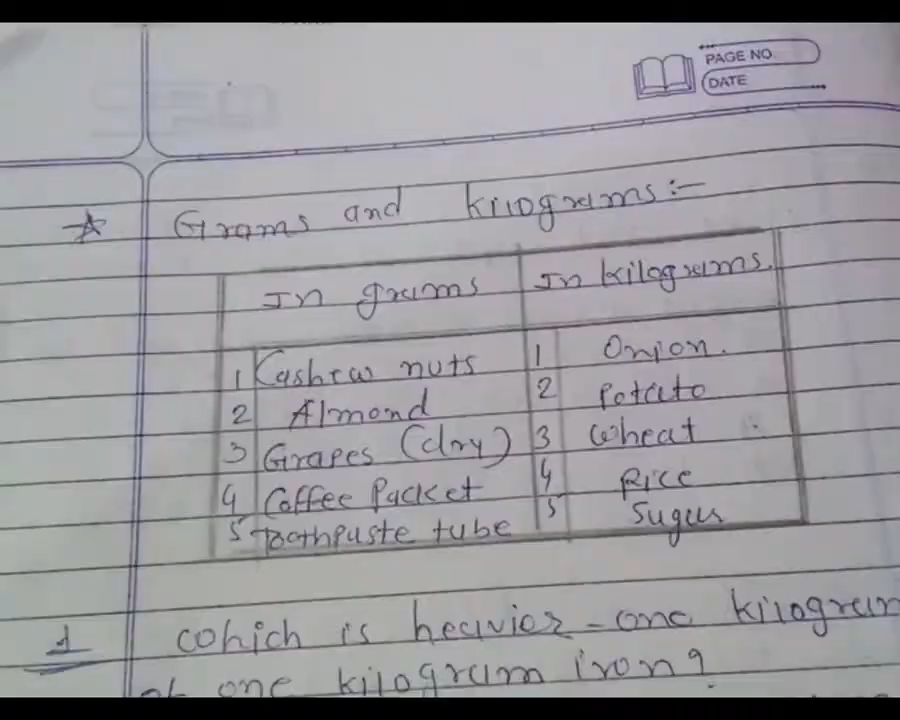 PAGE NO.
DATE
Grams and kilograms:-
In grams In kilograms.
1 Cashew nuts 1 Onion.
2 Almond 2 Potato
3 Grapes (dry) 3 Wheat
4 Coffee Packet 4 Rice
5 Toothpaste tube 5 Sugar
1 Which is heavier - one kilogram
of one kilogram iron?